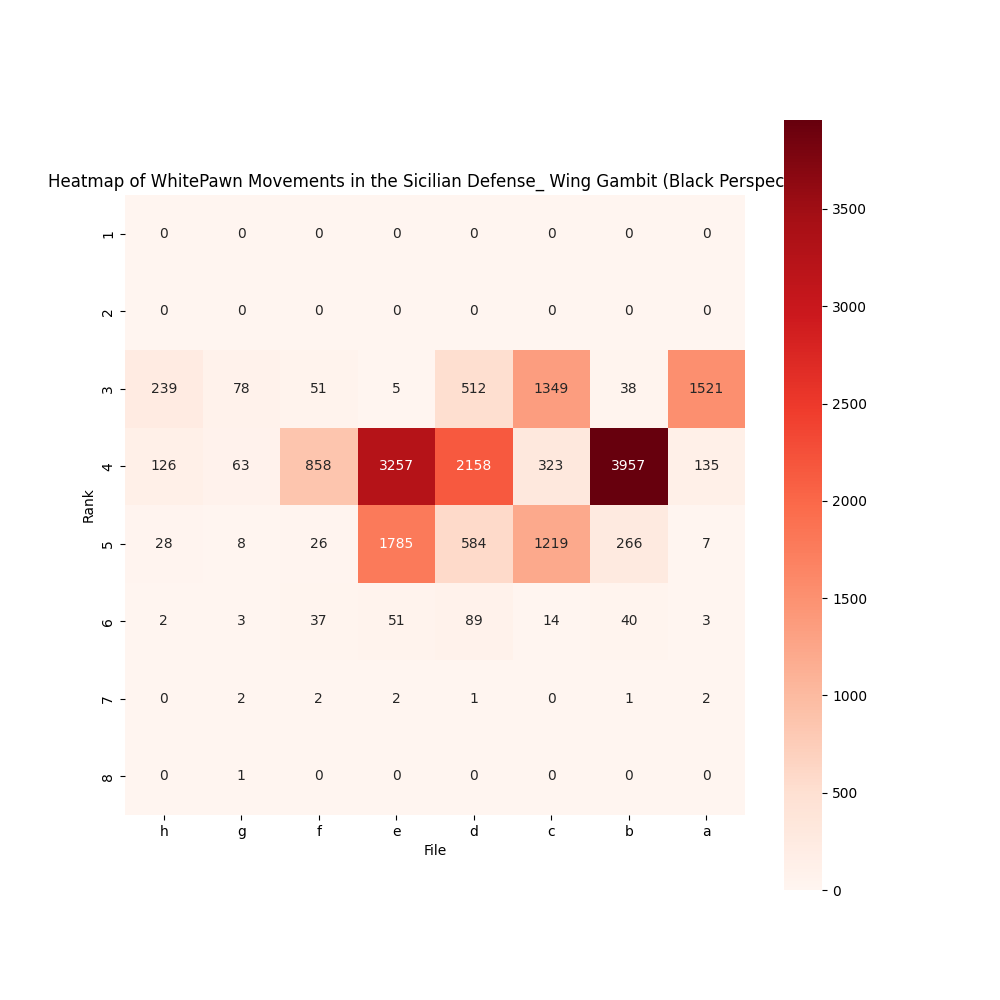 Heatmap of WhitePawn Movements in the Sicilian Defense_ Wing Gambit (Black Perspec
1 0 0 0 0 0 0 0 0
2 0 0 0 0 0 0 0 0
3 239 78 51 5 512 1349 38 1521
4 126 63 858 3257 2158 323 3957 135
5 28 8 26 1785 584 1219 266 7
6 2 3 37 51 89 14 40 3
7 0 2 2 2 1 0 1 2
8 0 1 0 0 0 0 0 0
Rank
h g f e d c b a
File
3500
3000
2500
2000
1500
1000
500
0